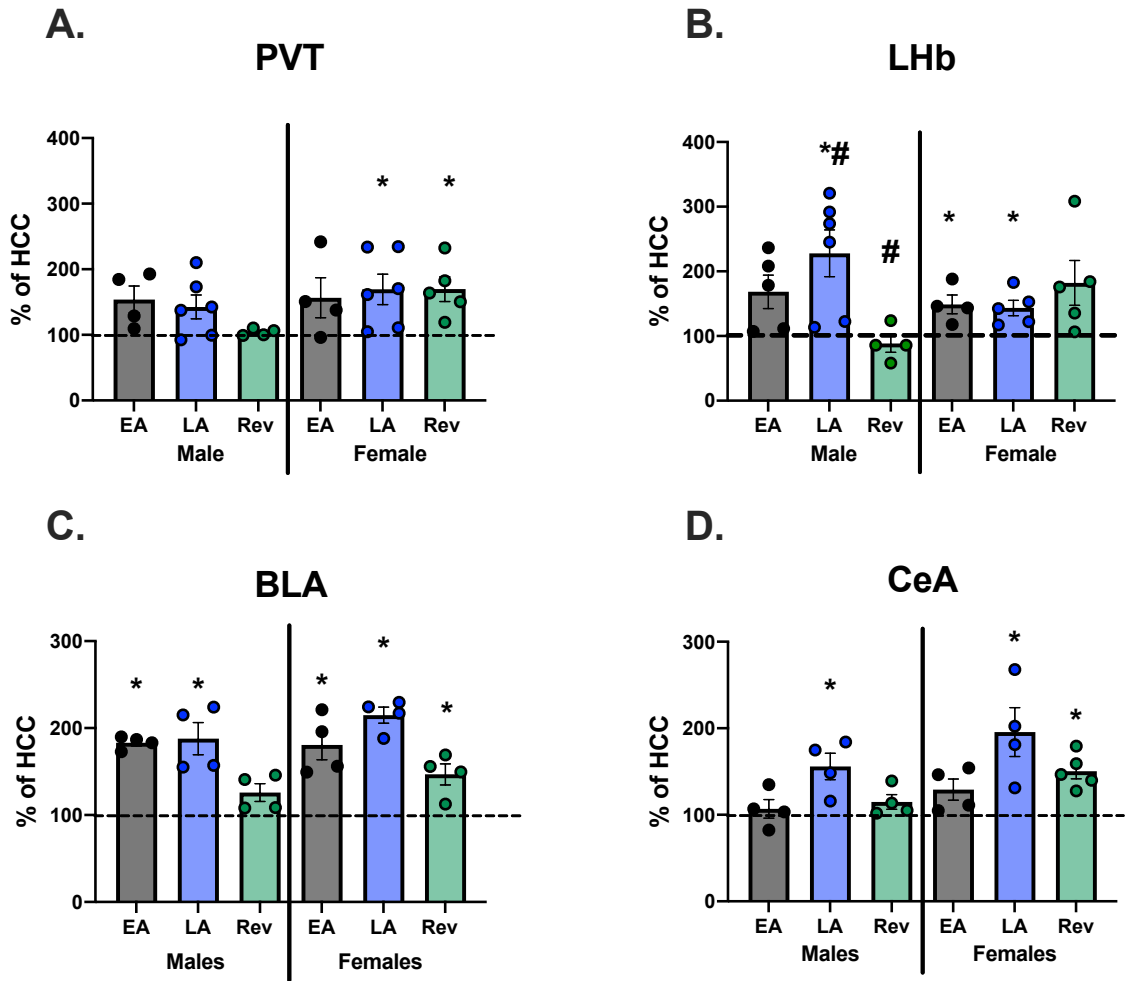 A.
PVT
% of HCC
400
300
200
100
0
* *
EA LA Rev EA LA Rev
Male Female
B.
LHb
% of HCC
400
300
200
100
0
*# # * *
EA LA Rev EA LA Rev
Male Female
C.
BLA
% of HCC
300
200
100
0
* * * * *
EA LA Rev EA LA Rev
Males Females
D.
CeA
% of HCC
300
200
100
0
* * *
EA LA Rev EA LA Rev
Males Females